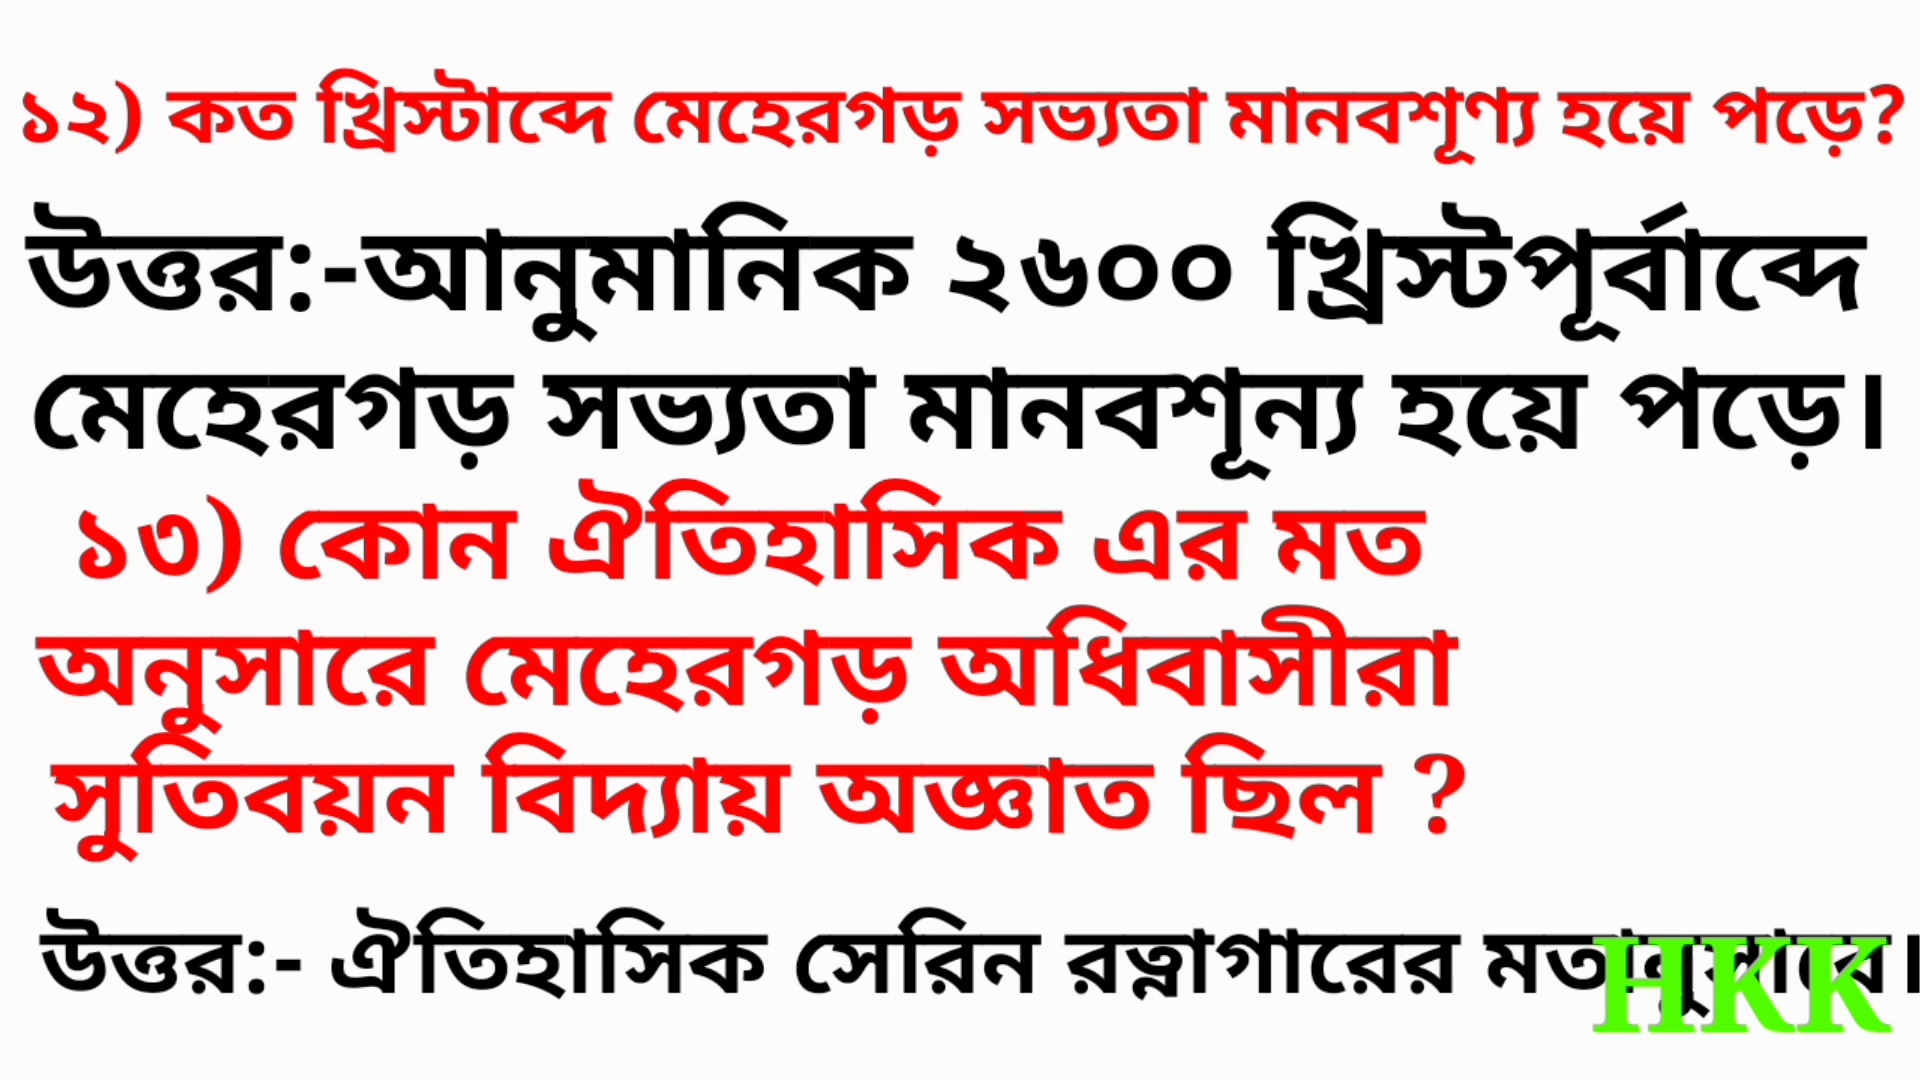 ১২) কত খ্রিস্টাব্দে মেহেরগড় সভ্যতা মানবশূণ্য হয়ে পড়ে?
উত্তর:-আনুমানিক ২৬০০ খ্রিস্টপূর্বাব্দে
মেহেরগড় সভ্যতা মানবশূন্য হয়ে পড়ে।
১৩) কোন ঐতিহাসিক এর মত
অনুসারে মেহেরগড় অধিবাসীরা
সুতিবয়ন বিদ্যায় অজ্ঞাত ছিল ?
উত্তর:- ঐতিহাসিক সেরিন রত্নাগারের মতানুসারে।
HKK